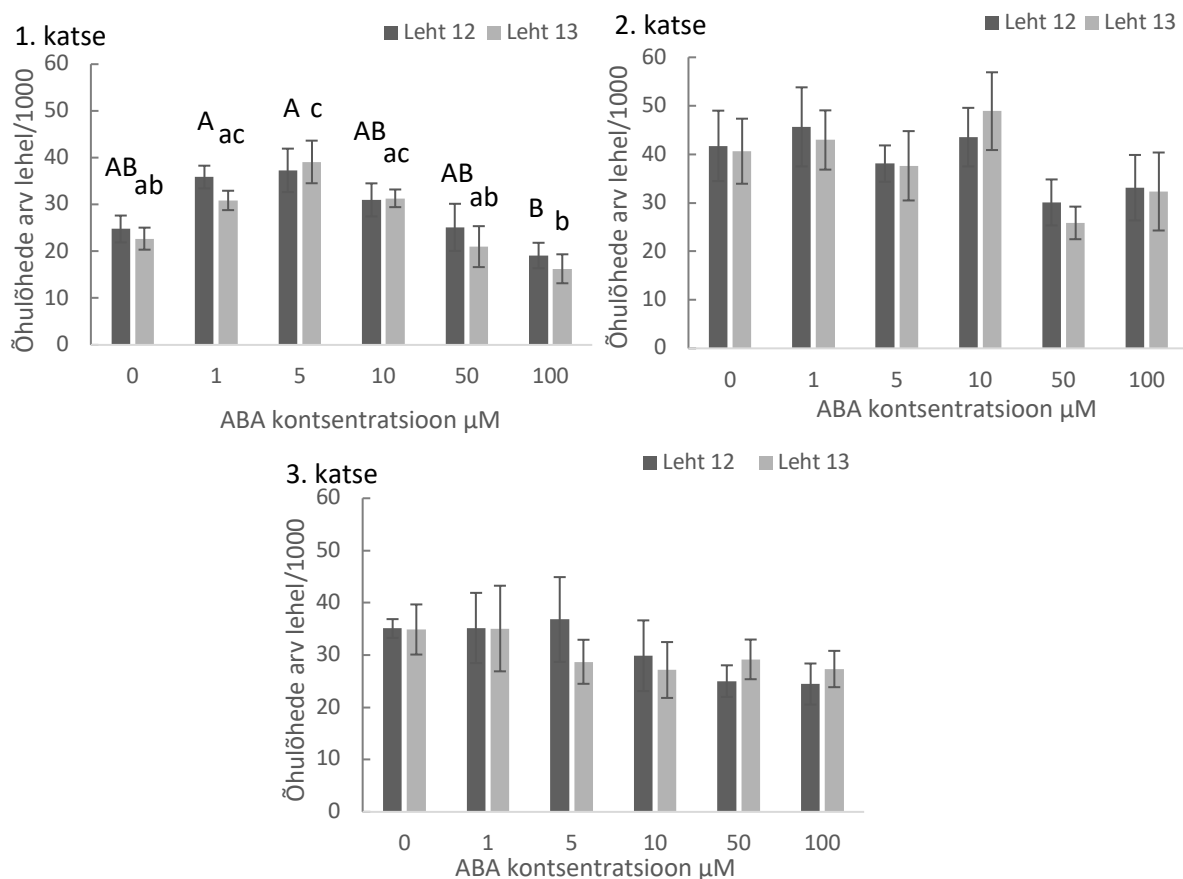 1. katse
Leht 12 Leht 13
Õhulõhede arv lehel/1000
60
50
40
30
20
10
0
AB
ab
A
ac
A
c
AB
ac
AB
ab
B
b
0 1 5 10 50 100
ABA kontsentratsioon µM
2. katse
Leht 12 Leht 13
Õhulõhede arv lehel/1000
60
50
40
30
20
10
0
0 1 5 10 50 100
ABA kontsentratsioon µM
3. katse
Leht 12 Leht 13
Õhulõhede arv lehel/1000
60
50
40
30
20
10
0
0 1 5 10 50 100
ABA kontsentratsioon µM